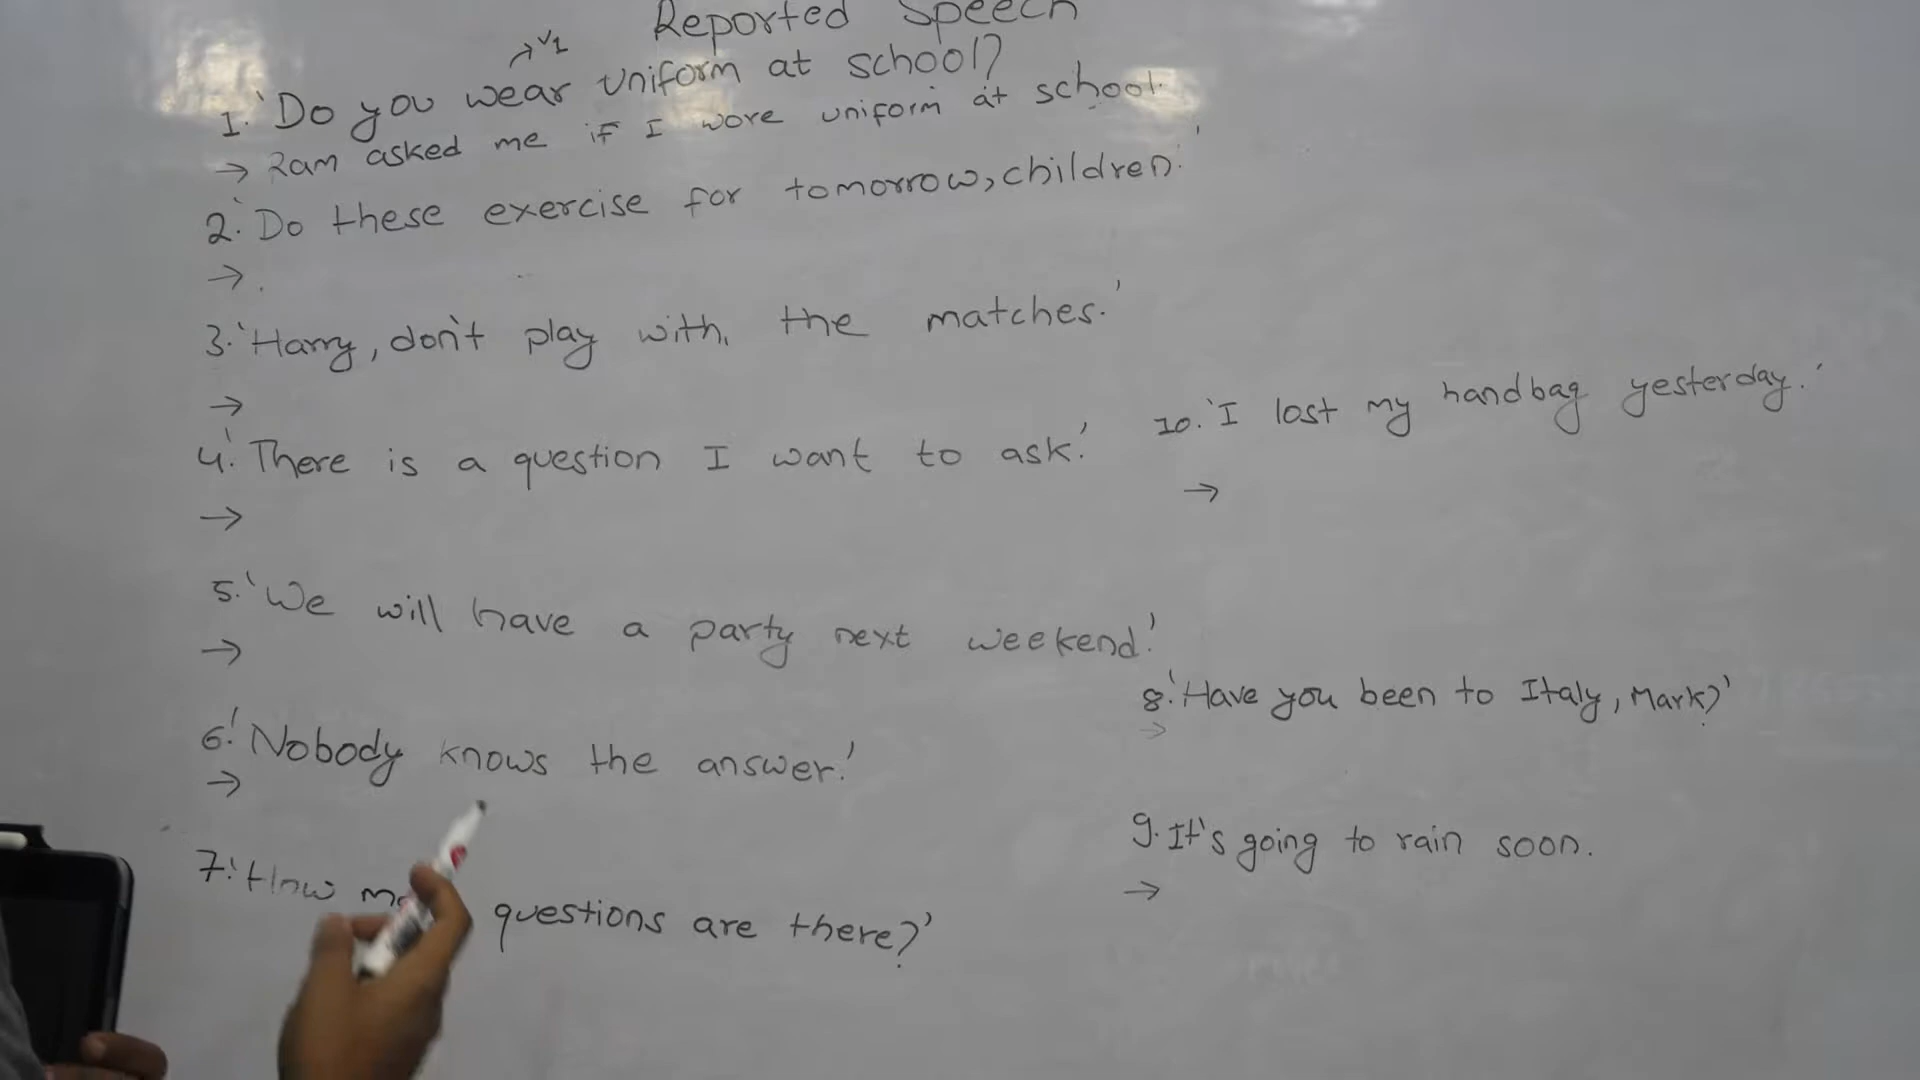 Reported Speech
→ V1
1. 'Do you wear uniform at school?
→ Ram asked me if I wore uniform at school.
2. 'Do these exercise for tomorrow, children.'
→.
3. 'Harry, don't play with the matches.'
→
4. 'There is a question I want to ask.'
→
5. 'We will have a party next weekend.'
→
6. 'Nobody knows the answer.'
→
7. 'How questions are there?'
10. 'I lost my handbag yesterday.'
→
8. 'Have you been to Italy, Mark?'
→
9. It's going to rain soon.
→